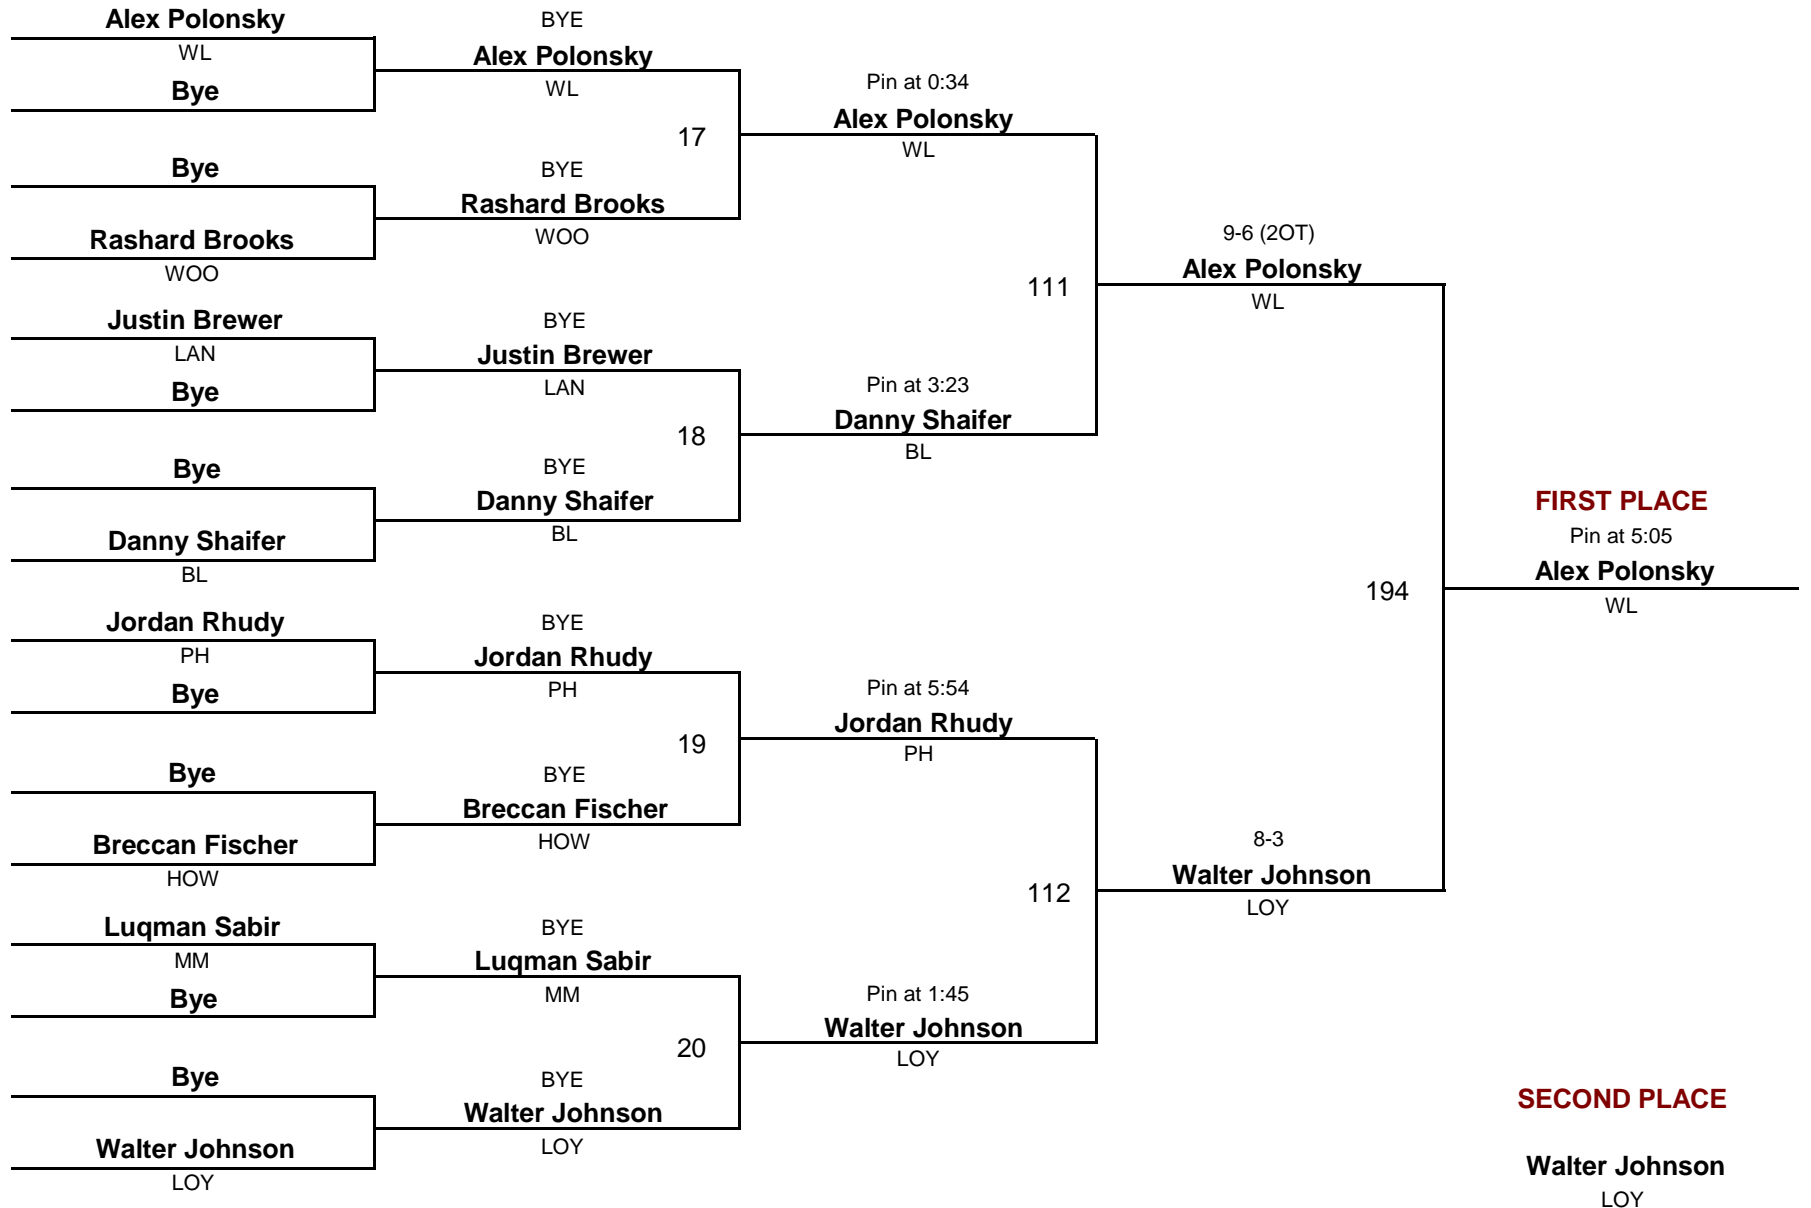 Alex Polonsky
WL
Bye
Bye
Rashard Brooks
WOO
Justin Brewer
LAN
Bye
Bye
Danny Shaifer
BL
Jordan Rhudy
PH
Bye
Bye
Breccan Fischer
HOW
Luqman Sabir
MM
Bye
Bye
Walter Johnson
LOY
BYE
Alex Polonsky
WL
17
BYE
Rashard Brooks
WOO
BYE
Justin Brewer
LAN
18
BYE
Danny Shaifer
BL
BYE
Jordan Rhudy
PH
19
BYE
Breccan Fischer
HOW
BYE
Luqman Sabir
MM
20
BYE
Walter Johnson
LOY
Pin at 0:34
Alex Polonsky
WL
111
Pin at 3:23
Danny Shaifer
BL
Pin at 5:54
Jordan Rhudy
PH
112
Pin at 1:45
Walter Johnson
LOY
9-6 (2OT)
Alex Polonsky
WL
194
8-3
Walter Johnson
LOY
FIRST PLACE
Pin at 5:05
Alex Polonsky
WL
SECOND PLACE
Walter Johnson
LOY